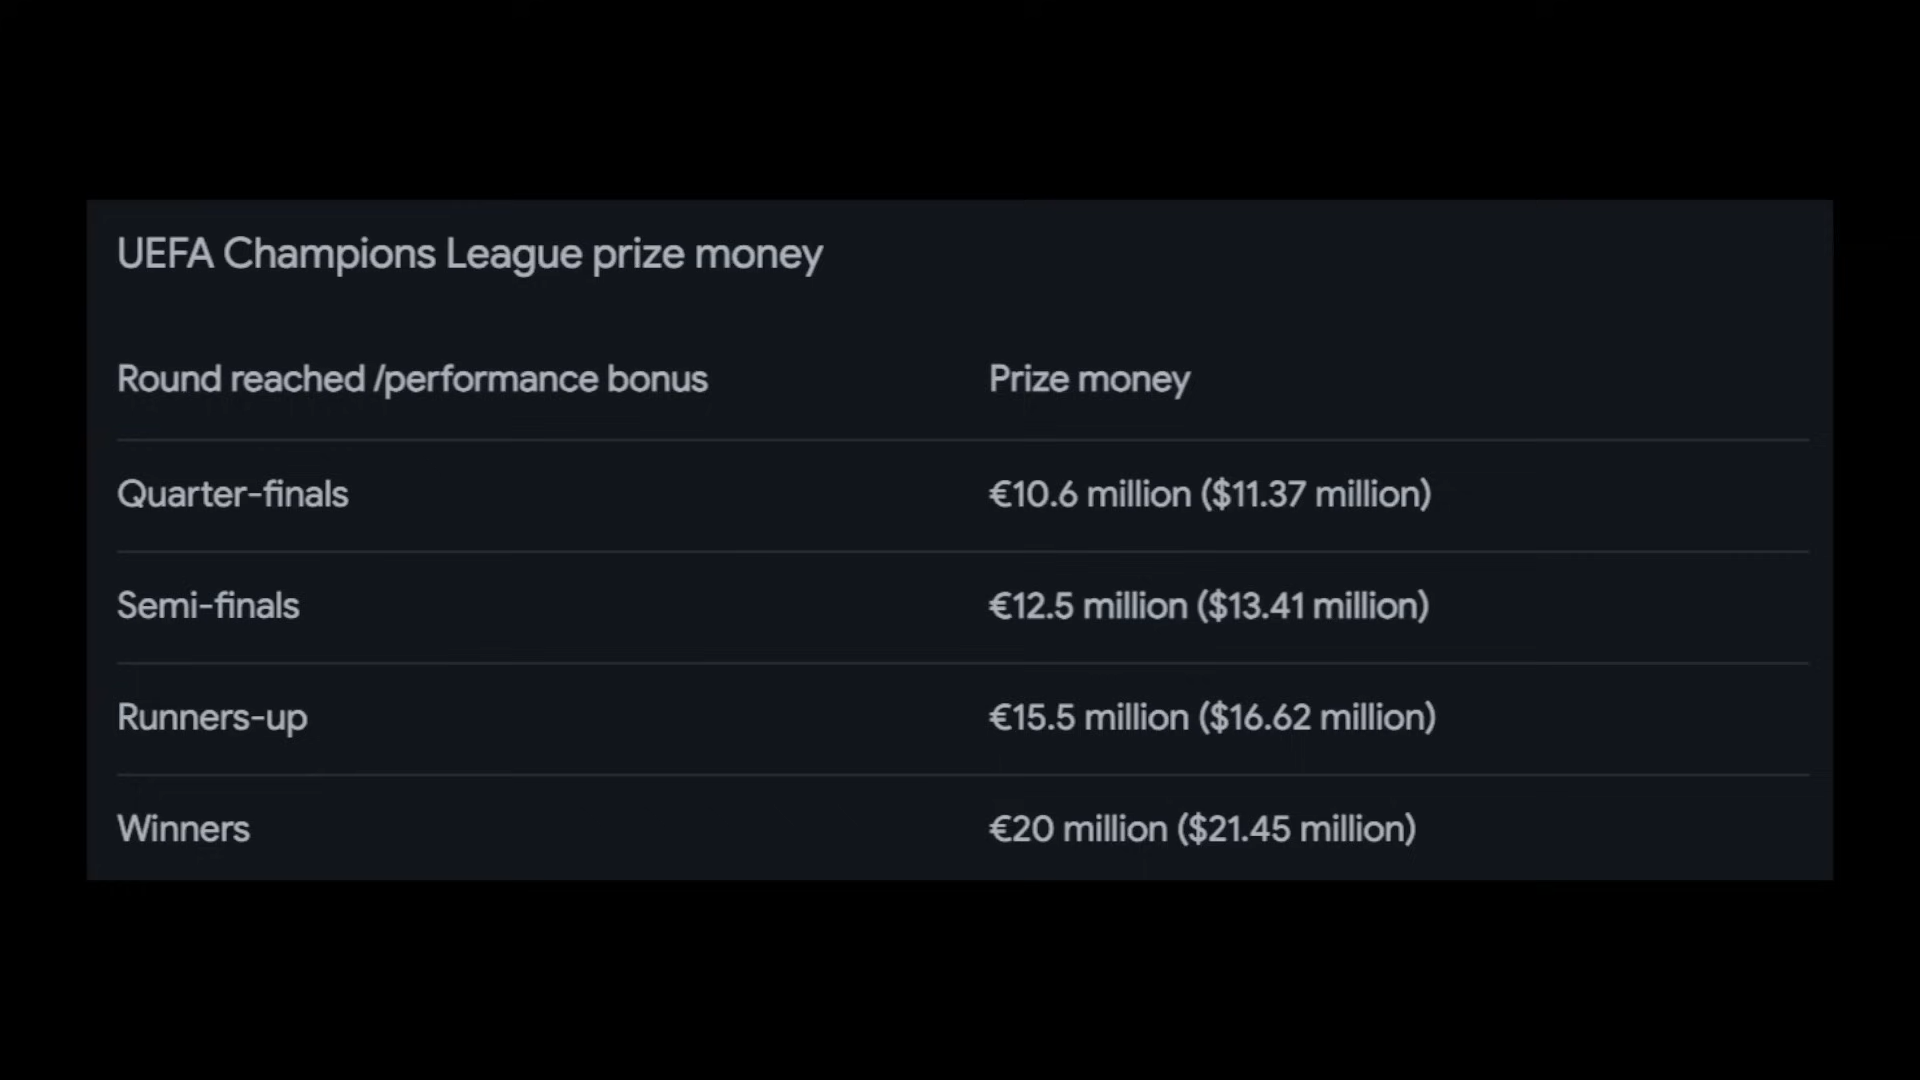 UEFA Champions League prize money
Round reached /performance bonus Prize money
Quarter-finals €10.6 million ($11.37 million)
Semi-finals €12.5 million ($13.41 million)
Runners-up €15.5 million ($16.62 million)
Winners €20 million ($21.45 million)